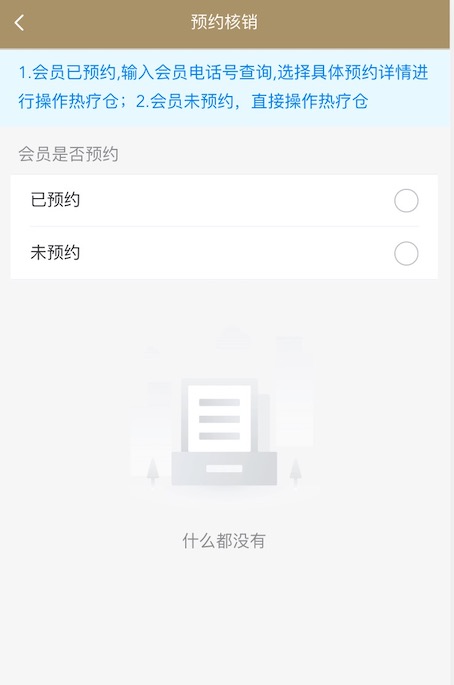 预约核销
1.会员已预约,输入会员电话号查询,选择具体预约详情进
行操作热疗仓；2.会员未预约，直接操作热疗仓
会员是否预约
已预约
未预约
什么都没有